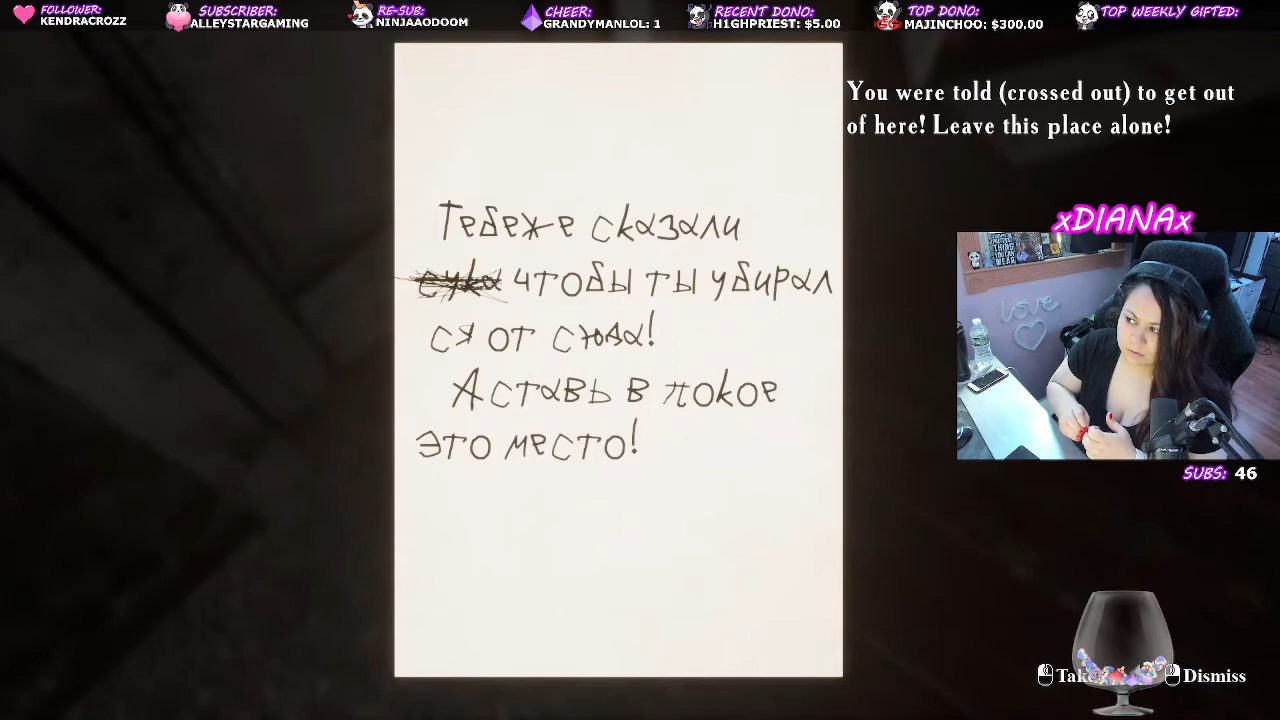 FOLLOWER:
KENDRACROZZ
SUBSCRIBER:
ALLEYSTARGAMING
RE-SUB:
NINJAAODOOM
CHEER:
GRANDYMANLOL: 1
RECENT DONO:
H1GHPRIEST: $5.00
TOP DONO:
MAJINCHOO: $300.00
TOP WEEKLY GIFTED:
You were told (crossed out) to get out
of here! Leave this place alone!
Тебеже сказали
сука чтобы ты убирал
ся от сюда!
Аставь в покое
это место!
xDIANAx
love
SUBS: 46
Take
Dismiss